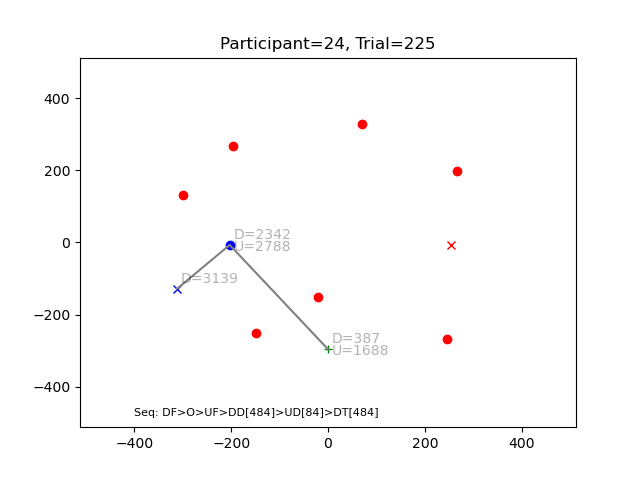 Participant=24, Trial=225
400
200
0
−200
−400
D=2342
U=2788
D=3139
D=387
U=1688
Seq: DF>O>UF>DD[484]>UD[84]>DT[484]
−400 −200 0 200 400